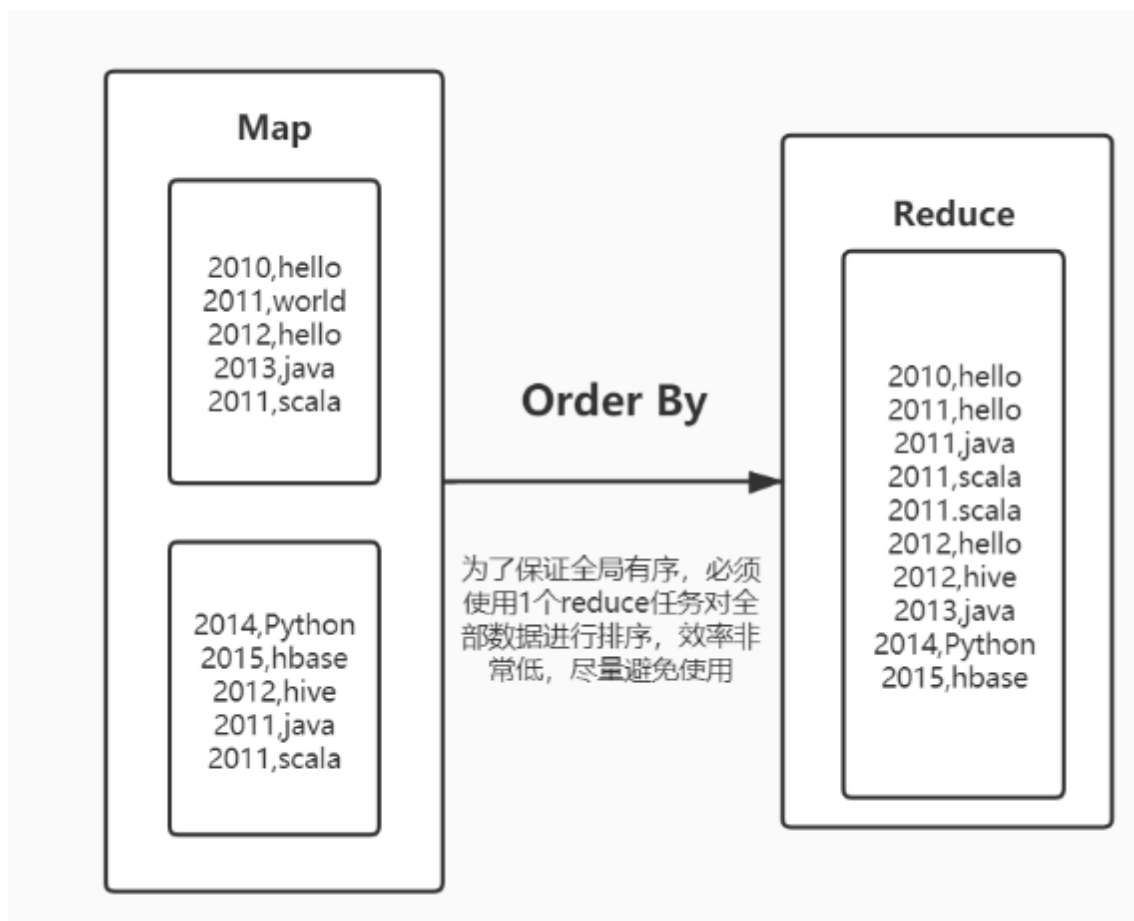 Map
2010,hello
2011,world
2012,hello
2013,java
2011,scala
2014,Python
2015,hbase
2012,hive
2011,java
2011,scala
Order By
为了保证全局有序，必须
使用1个reduce任务对全
部数据进行排序，效率非
常低，尽量避免使用
Reduce
2010,hello
2011,hello
2011,java
2011,scala
2011.scala
2012,hello
2012,hive
2013,java
2014,Python
2015,hbase